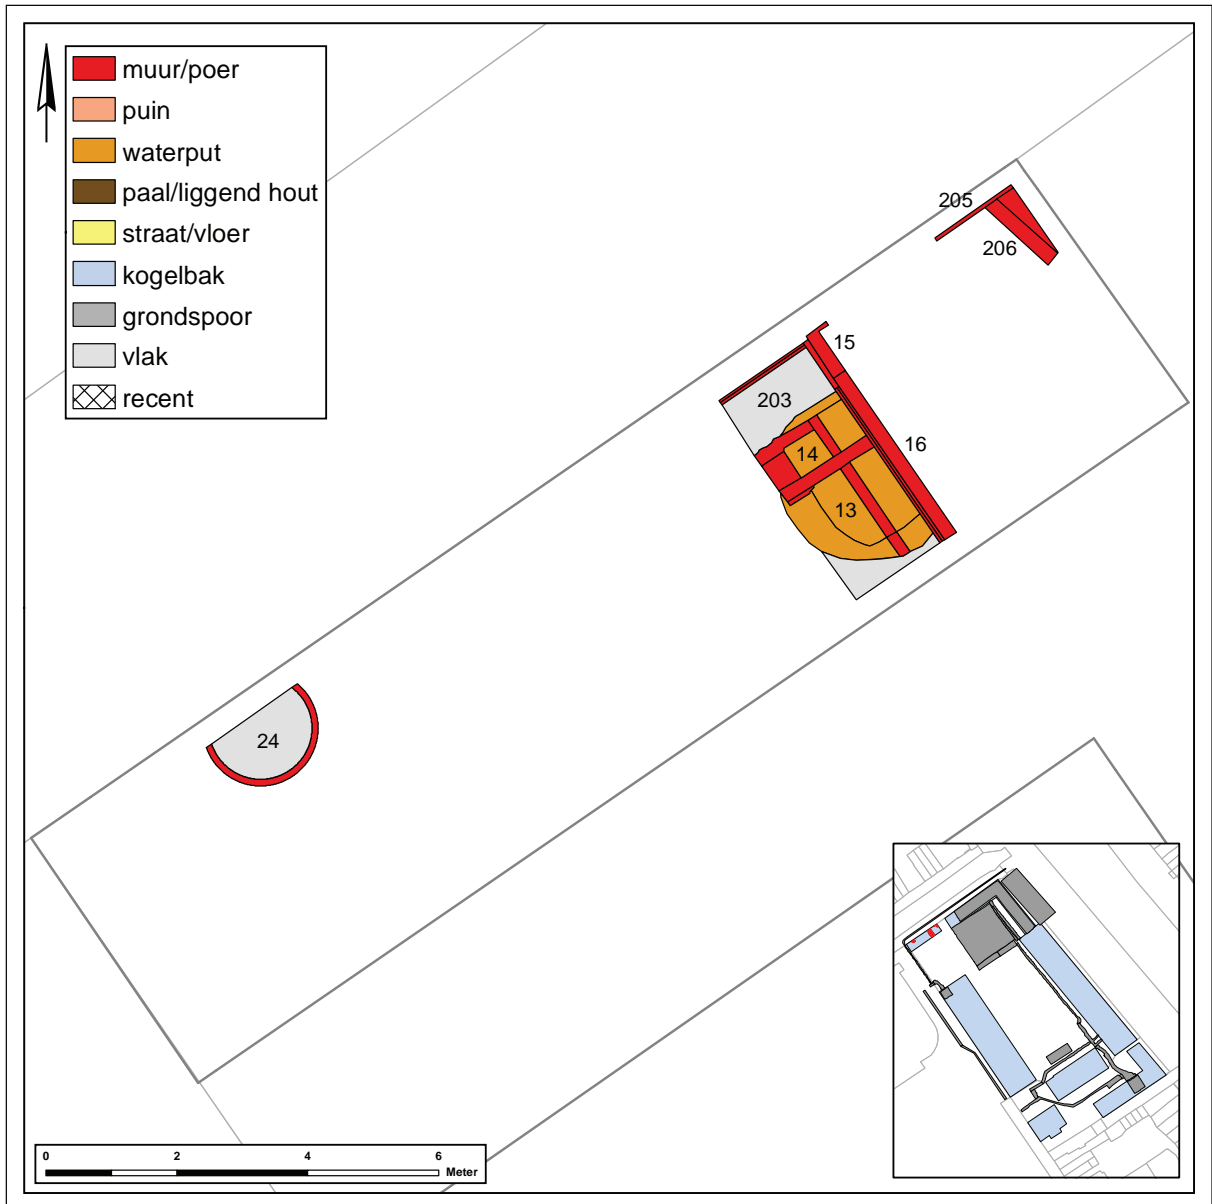 muur/poer
puin
waterput
paal/liggend hout
straat/vloer
kogelbak
grondspoor
vlak
recent
205
206
15
203
16
14
13
24
0 2 4 6
Meter